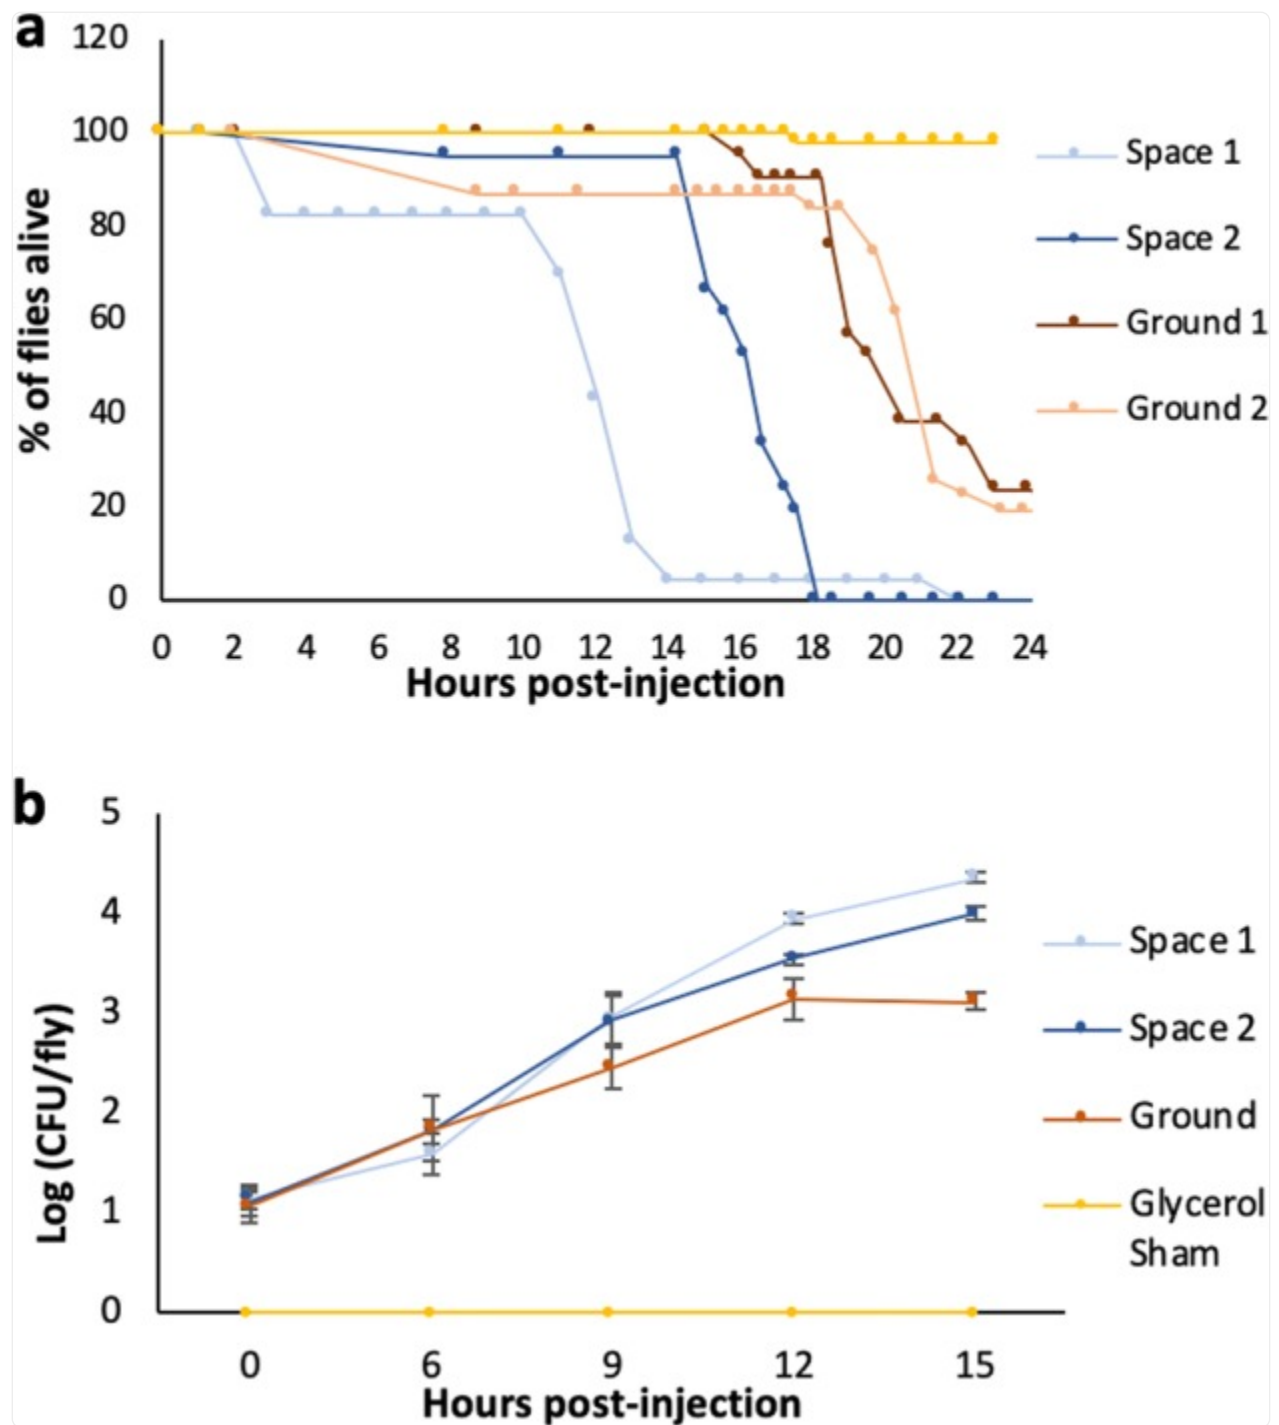 a
120
100
80
60
40
20
0
% of flies alive
0 2 4 6 8 10 12 14 16 18 20 22 24
Hours post-injection
Space 1
Space 2
Ground 1
Ground 2
b
5
4
3
2
1
0
Log (CFU/fly)
0 6 9 12 15
Hours post-injection
Space 1
Space 2
Ground
Glycerol
Sham